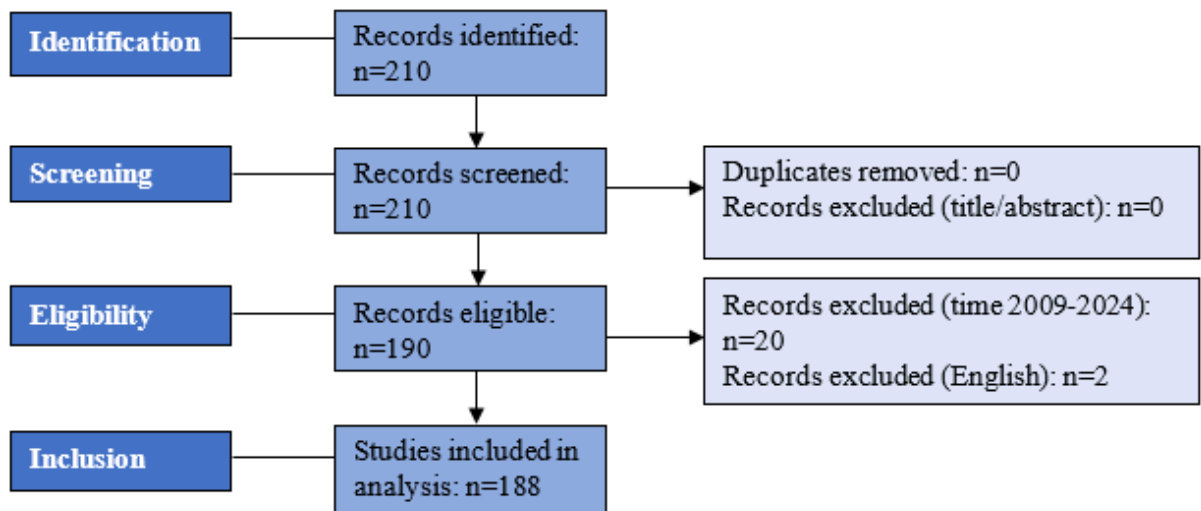 Identification
Records identified:
n=210
Screening
Records screened:
n=210
Duplicates removed: n=0
Records excluded (title/abstract): n=0
Eligibility
Records eligible:
n=190
Records excluded (time 2009-2024):
n=20
Records excluded (English): n=2
Inclusion
Studies included in
analysis: n=188